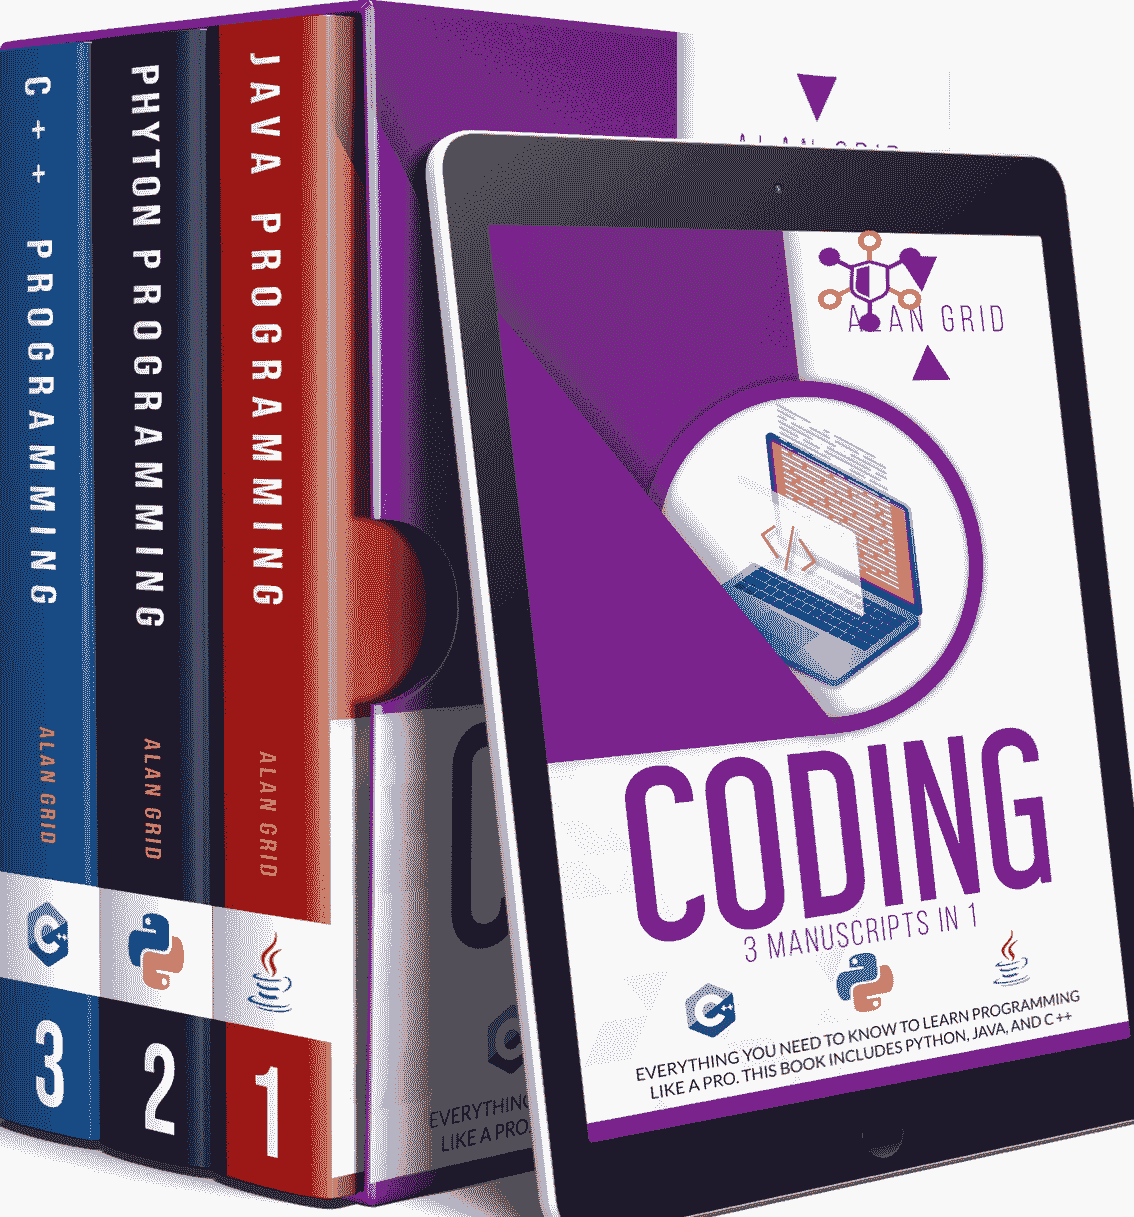 C++ PROGRAMMING
ALAN GRID
3
PHYTON PROGRAMMING
ALAN GRID
2
JAVA PROGRAMMING
ALAN GRID
1
ALAN GRID
C
EVERYTHING
LIKE A PRO.
ALAN GRID
</>
CODING
3 MANUSCRIPTS IN 1
C++
EVERYTHING YOU NEED TO KNOW TO LEARN PROGRAMMING
LIKE A PRO. THIS BOOK INCLUDES PYTHON, JAVA, AND C ++